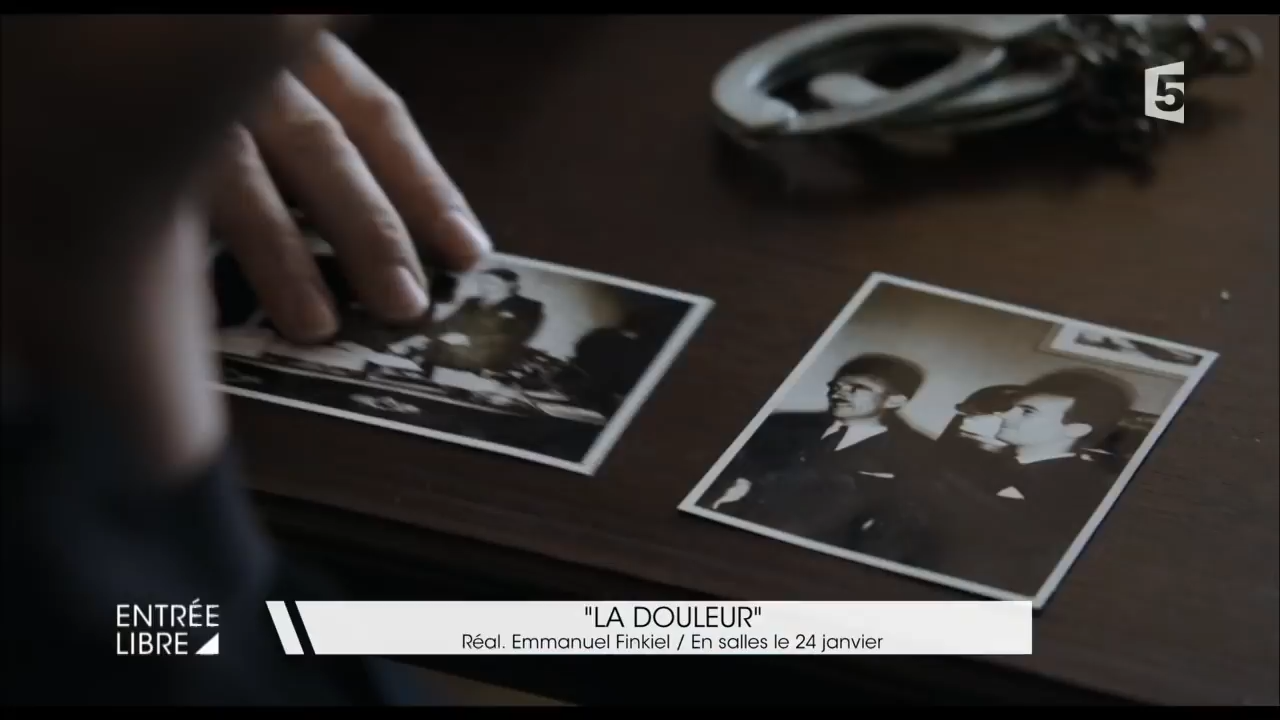 5
ENTRÉE
LIBRE
"LA DOULEUR"
Réal. Emmanuel Finkiel / En salles le 24 janvier